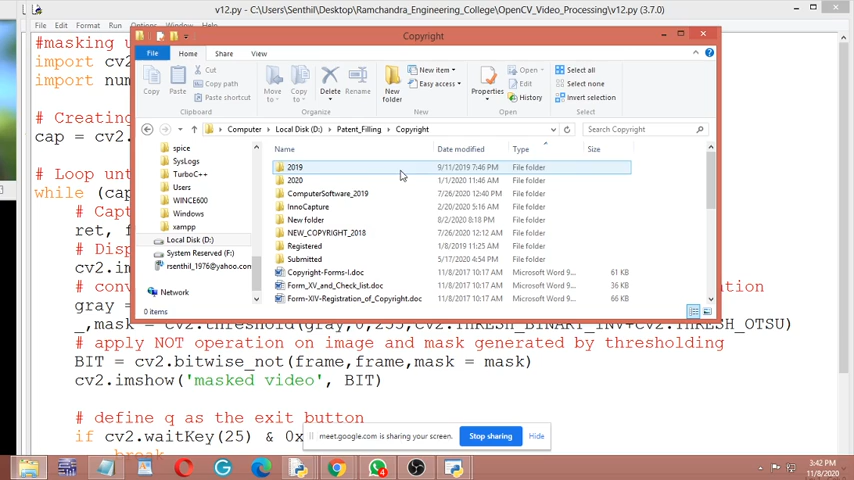 v12.py - C:\Users\Senthil\Desktop\Ramchandra_Engineering_College\OpenCV_Video_Processing\v12.py (3.7.0)
File Edit Format Run Options Window Help
#masking u
import cv
import nu
# Creating
cap = cv2.
# Loop unt
while (cap
# Capt
ret, f
# Disp
cv2.im
# conv
ation
gray =
_,mask = cv2.threshold(gray,0,255,cv2.THRESH_BINARY_INV+cv2.THRESH_OTSU)
# apply NOT operation on image and mask generated by thresholding
BIT = cv2.bitwise_not(frame,frame,mask = mask)
cv2.imshow('masked video', BIT)
# define q as the exit button
if cv2.waitKey(25) & 0x
break
Copyright
File Home Share View
Copy
Paste
Cut
Copy path
Paste shortcut
Clipboard
Move to
Copy to
Delete
Rename
Organize
New folder
New item
Easy access
New
Properties
Open
Edit
History
Open
Select all
Select none
Invert selection
Select
Computer Local Disk (D:) Patent_Filling Copyright
Search Copyright
spice
SysLogs
TurboC++
Users
WINCE600
Windows
xampp
Local Disk (D:)
System Reserved (F:)
rsenthil_1976@yahoo.com
Network
Name Date modified Type Size
2019 9/11/2019 7:46 PM File folder
2020 1/1/2020 11:46 AM File folder
ComputerSoftware_2019 7/26/2020 12:40 PM File folder
InnoCapture 2/20/2020 5:16 AM File folder
New folder 8/2/2020 8:18 PM File folder
NEW_COPYRIGHT_2018 7/26/2020 12:12 AM File folder
Registered 1/8/2019 11:25 AM File folder
Submitted 5/17/2020 4:54 PM File folder
Copyright-Forms-I.doc 11/8/2017 10:17 AM Microsoft Word 9... 61 KB
Form_XV_and_Check_list.doc 11/8/2017 10:17 AM Microsoft Word 9... 36 KB
Form-XIV-Registration_of_Copyright.doc 11/8/2017 10:17 AM Microsoft Word 9... 66 KB
0 items
meet.google.com is sharing your screen. Stop sharing Hide
4
3:42 PM
11/8/2020